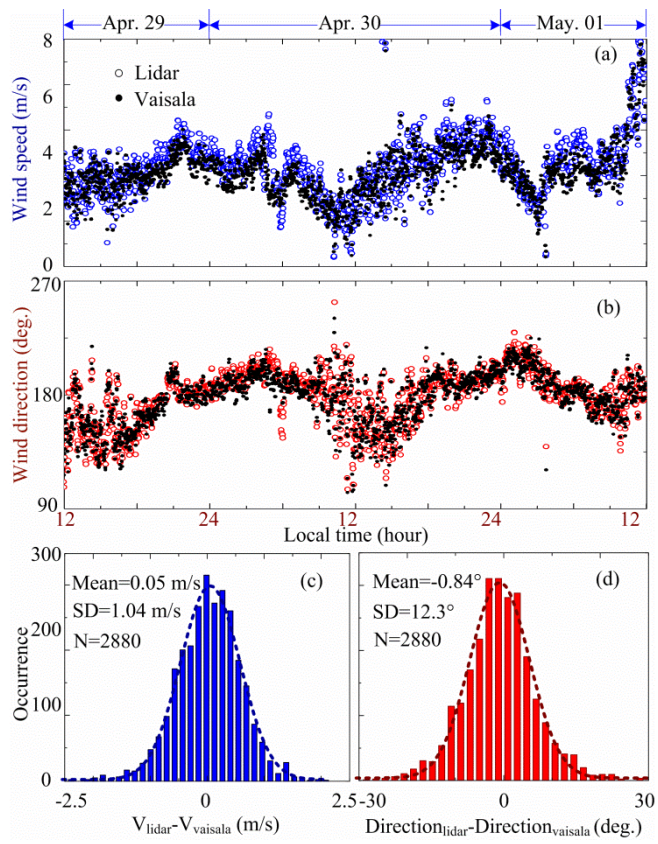 Apr. 29 Apr. 30 May. 01
8 (a)
Lidar
6 Vaisala
4
2
0
Wind speed (m/s)
270 (b)
180
90
Wind direction (deg.)
12 24 12 24 12
Local time (hour)
300 (c)
Mean=0.05 m/s
SD=1.04 m/s
N=2880
200
100
0
Occurrence
-2.5 0 2.5
Vlidar-Vvaisala (m/s)
(d)
Mean=-0.84°
SD=12.3°
N=2880
-30 0 30
Directionlidar-Directionvaisala (deg.)